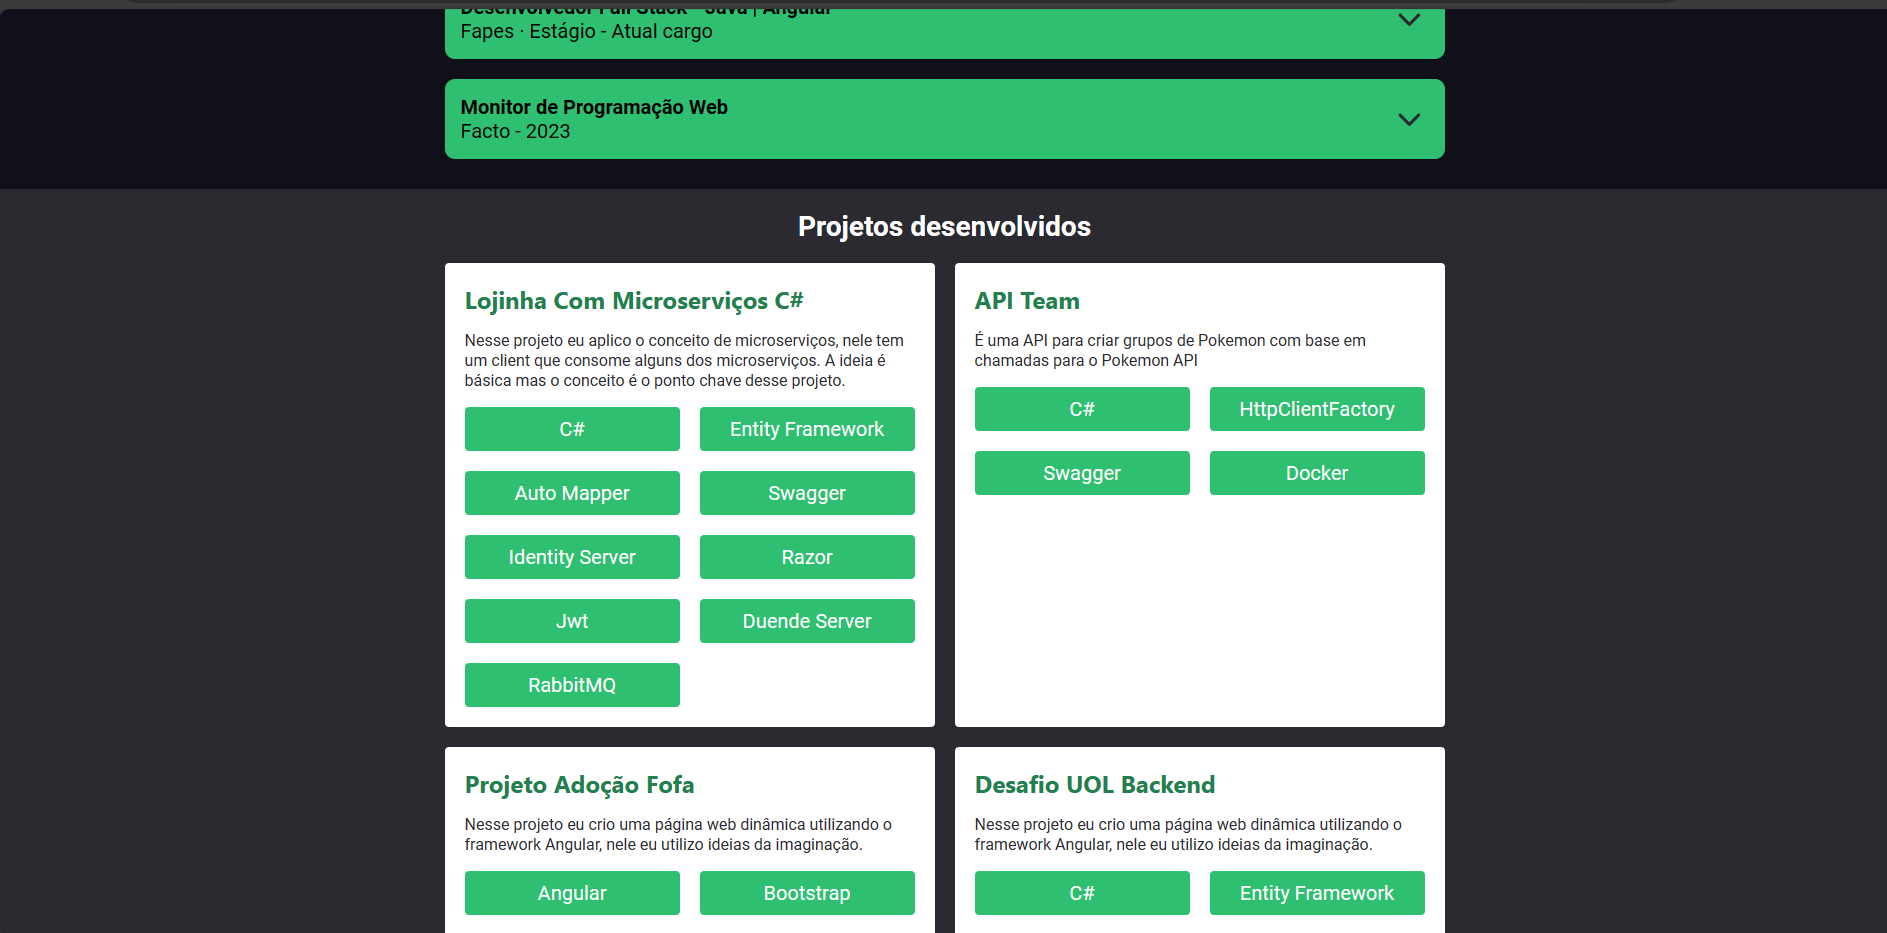 Desenvolvedor Full Stack - Java | Angular
Fapes · Estágio - Atual cargo
Monitor de Programação Web
Facto - 2023
Projetos desenvolvidos
Lojinha Com Microserviços C#
Nesse projeto eu aplico o conceito de microserviços, nele tem
um client que consome alguns dos microserviços. A ideia é
básica mas o conceito é o ponto chave desse projeto.
C#
Entity Framework
Auto Mapper
Swagger
Identity Server
Razor
Jwt
Duende Server
RabbitMQ
API Team
É uma API para criar grupos de Pokemon com base em
chamadas para o Pokemon API
C#
HttpClientFactory
Swagger
Docker
Projeto Adoção Fofa
Nesse projeto eu crio uma página web dinâmica utilizando o
framework Angular, nele eu utilizo ideias da imaginação.
Angular
Bootstrap
Desafio UOL Backend
Nesse projeto eu crio uma página web dinâmica utilizando o
framework Angular, nele eu utilizo ideias da imaginação.
C#
Entity Framework